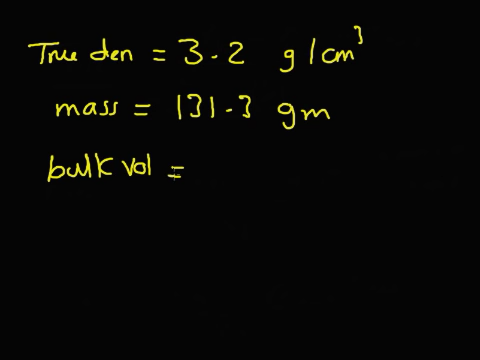 True den = 3.2 g/cm³
mass = 131.3 gm
bulk vol =